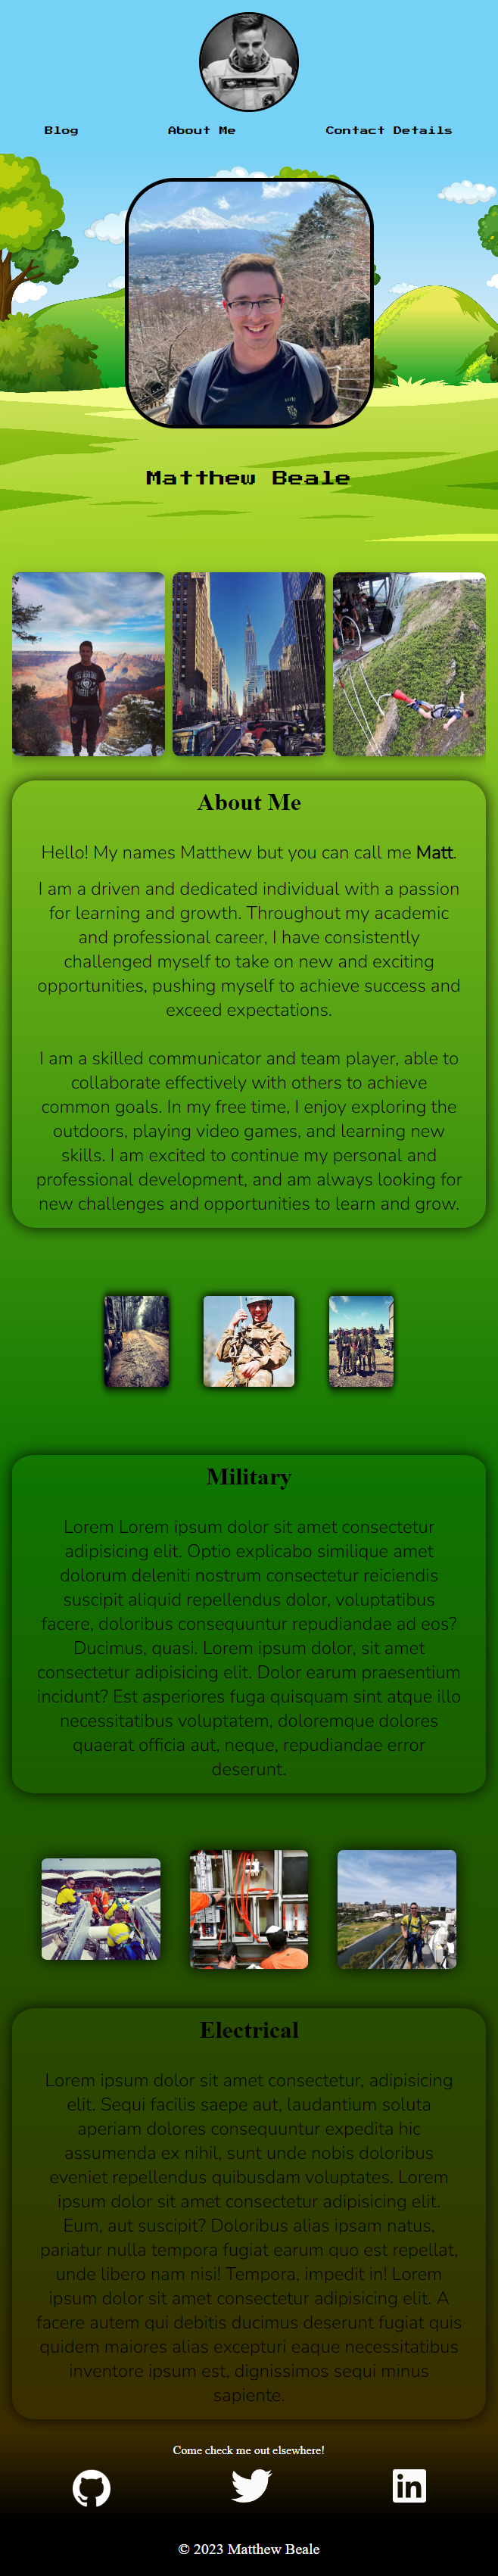 Blog About Me Contact Details
Matthew Beale
About Me
Hello! My names Matthew but you can call me Matt.
I am a driven and dedicated individual with a passion
for learning and growth. Throughout my academic
and professional career, I have consistently
challenged myself to take on new and exciting
opportunities, pushing myself to achieve success and
exceed expectations.
I am a skilled communicator and team player, able to
collaborate effectively with others to achieve
common goals. In my free time, I enjoy exploring the
outdoors, playing video games, and learning new
skills. I am excited to continue my personal and
professional development, and am always looking for
new challenges and opportunities to learn and grow.
Military
Lorem Lorem ipsum dolor sit amet consectetur
adipisicing elit. Optio explicabo similique amet
dolorum deleniti nostrum consectetur reiciendis
suscipit aliquid repellendus dolor, voluptatibus
facere, doloribus consequuntur repudiandae ad eos?
Ducimus, quasi. Lorem ipsum dolor, sit amet
consectetur adipisicing elit. Dolor earum praesentium
incidunt? Est asperiores fuga quisquam sint atque illo
necessitatibus voluptatem, doloremque dolores
quaerat officia aut, neque, repudiandae error
deserunt.
Electrical
Lorem ipsum dolor sit amet consectetur, adipisicing
elit. Sequi facilis saepe aut, laudantium soluta
aperiam dolores consequuntur expedita hic
assumenda ex nihil, sunt unde nobis doloribus
eveniet repellendus quibusdam voluptates. Lorem
ipsum dolor sit amet consectetur adipisicing elit.
Eum, aut suscipit? Doloribus alias ipsam natus,
pariatur nulla tempora fugiat earum quo est repellat,
unde libero nam nisi! Tempora, impedit in! Lorem
ipsum dolor sit amet consectetur adipisicing elit. A
facere autem qui debitis ducimus deserunt fugiat quis
quidem maiores alias excepturi eaque necessitatibus
inventore ipsum est, dignissimos sequi minus
sapiente.
Come check me out elsewhere!
© 2023 Matthew Beale